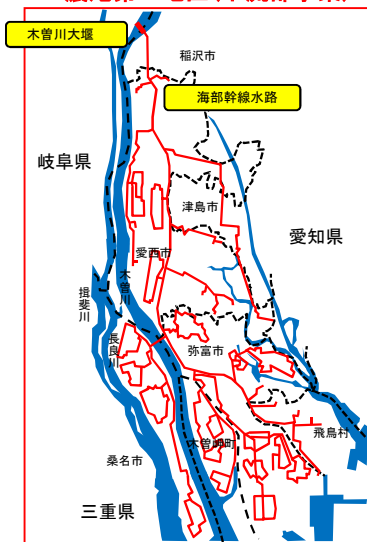 木曽川大堰
稲沢市
海部幹線水路
岐阜県
津島市
愛知県
愛西市
木曽川
揖斐川
長良川
弥富市
飛島村
木曽岬町
桑名市
三重県